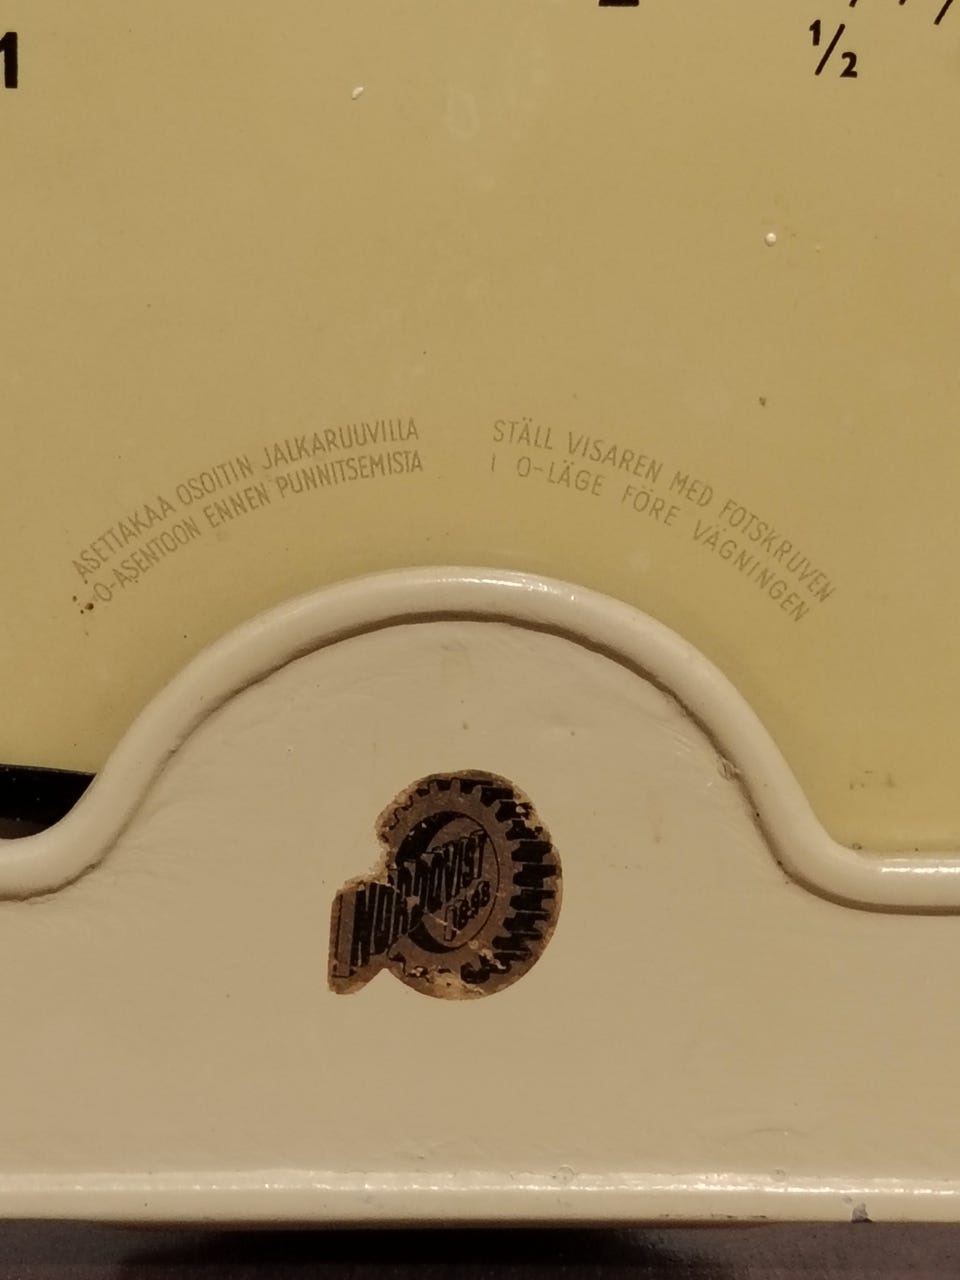 1
1/2
ASETTAKAA OSOITIN JALKARUUVILLA
O-ASENTOON ENNEN PUNNITSEMISTA
STÄLL VISAREN MED FOTSKRUVEN
I O-LÄGE FÖRE VÄGNINGEN
NORDQVIST
1898